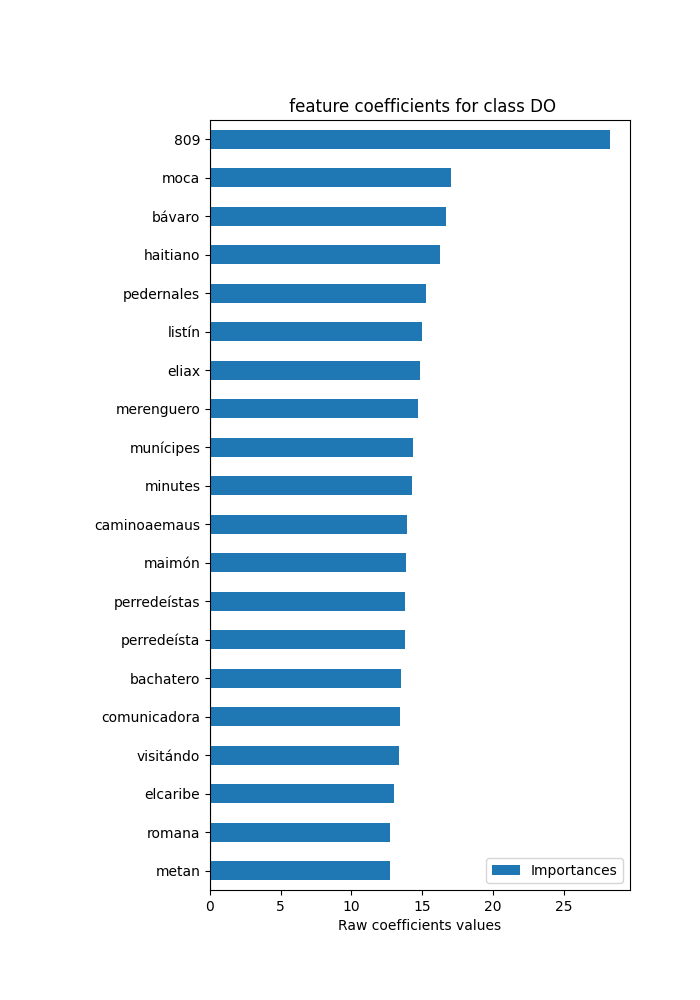 feature coefficients for class DO
809
moca
bávaro
haitiano
pedernales
listín
eliax
merenguero
munícipes
minutes
caminoaemaus
maimón
perredeístas
perredeísta
bachatero
comunicadora
visitándo
elcaribe
romana
metan
Importances
0 5 10 15 20 25
Raw coefficients values